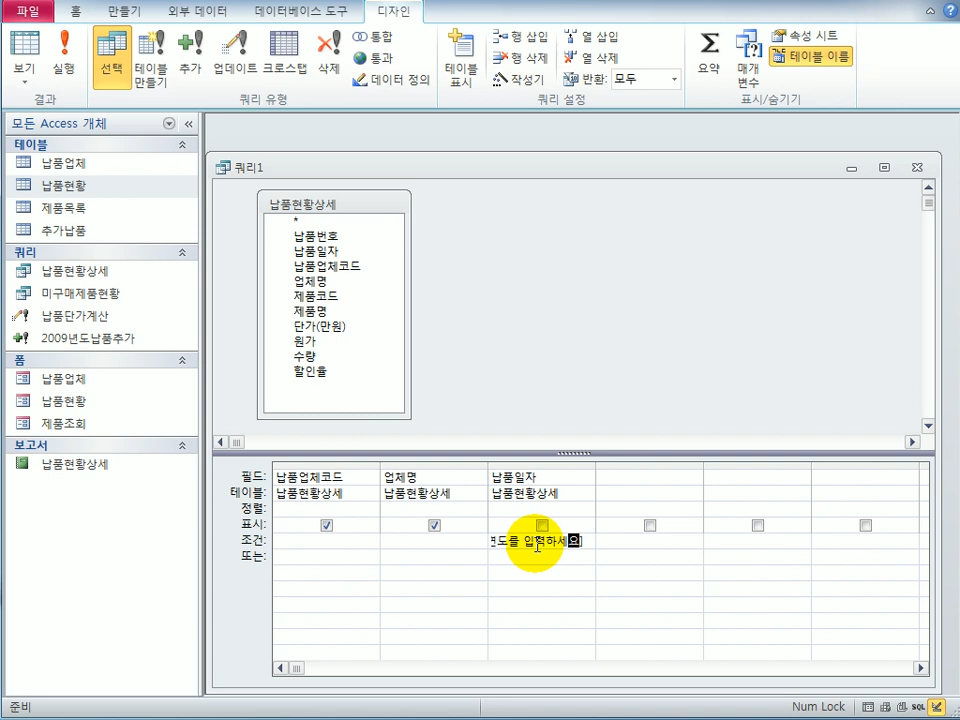 파일 홈 만들기 외부 데이터 데이터베이스 도구 디자인
보기 실행 선택 테이블 만들기 추가 업데이트 크로스탭 삭제
통합
통과
데이터 정의
테이블 표시
행 삽입
행 삭제
작성기
열 삽입
열 삭제
반환: 모두
요약
매개 변수
속성 시트
테이블 이름
결과 쿼리 유형 쿼리 설정 표시/숨기기
모든 Access 개체
테이블
납품업체
납품현황
제품목록
추가납품
쿼리
납품현황상세
미구매제품현황
납품단가계산
2009년도납품추가
폼
납품업체
납품현황
제품조회
보고서
납품현황상세
쿼리1
납품현황상세
*
납품번호
납품일자
납품업체코드
업체명
제품코드
제품명
단가(만원)
원가
수량
할인율
필드: 납품업체코드 업체명 납품일자
테이블: 납품현황상세 납품현황상세 납품현황상세
정렬:
표시:
조건: 년도를 입력하세요]
또는:
준비 Num Lock SQL